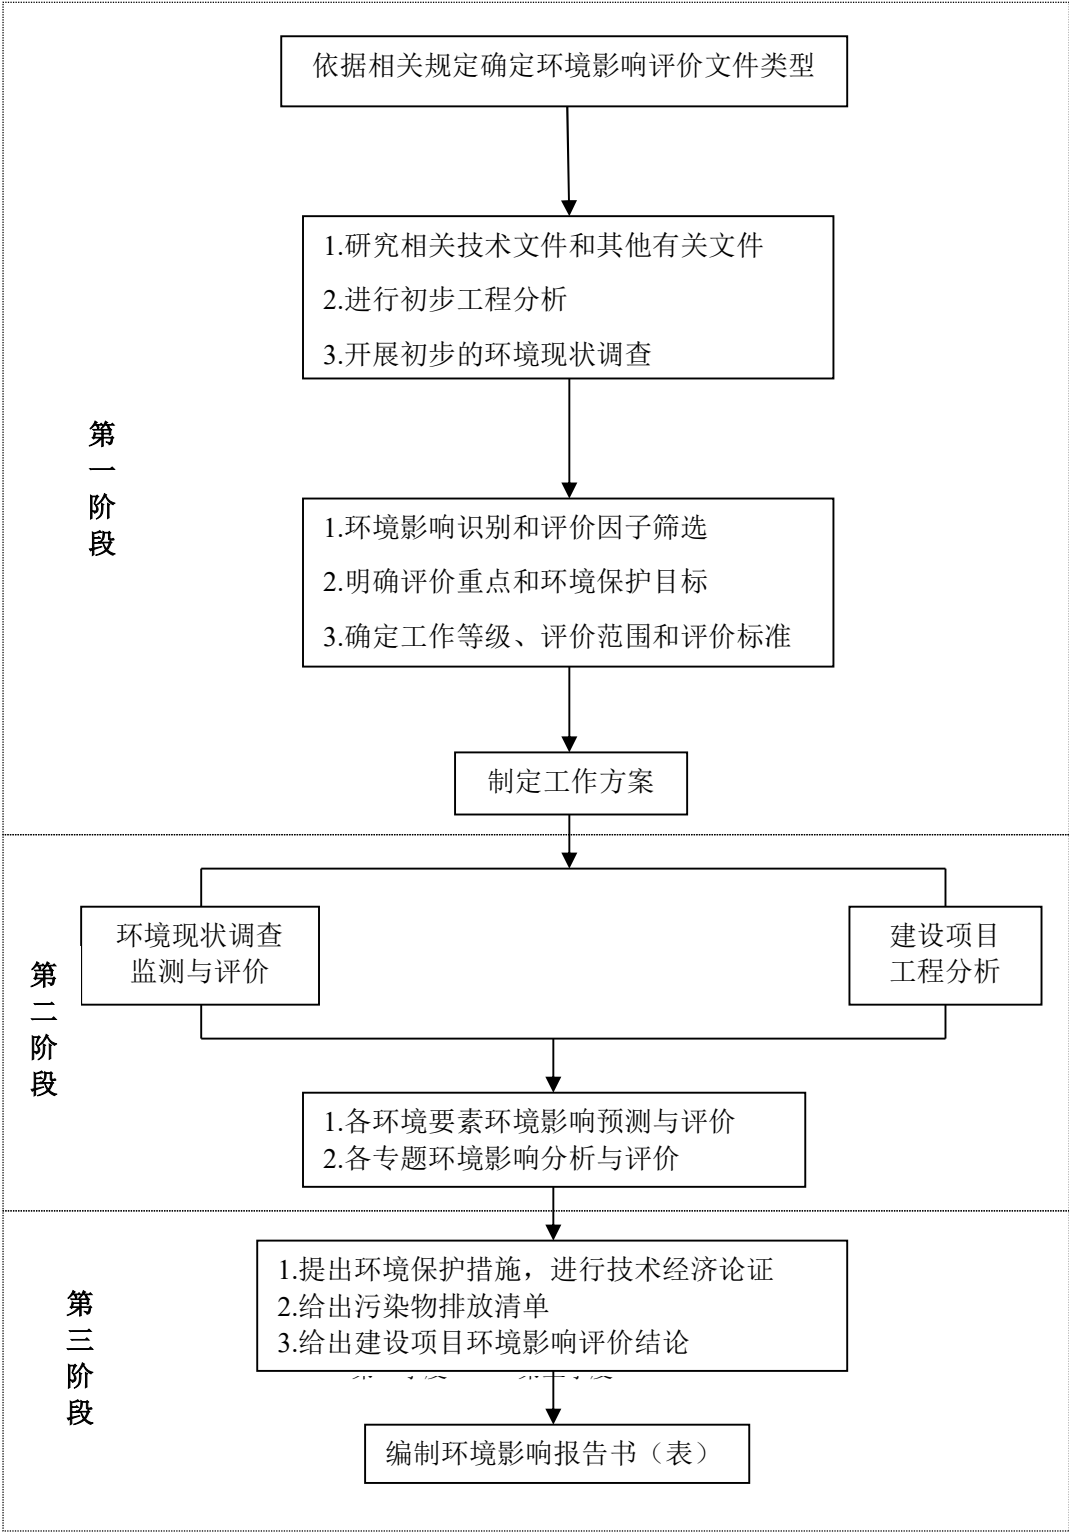 依据相关规定确定环境影响评价文件类型
1.研究相关技术文件和其他有关文件
2.进行初步工程分析
3.开展初步的环境现状调查
第一阶段
1.环境影响识别和评价因子筛选
2.明确评价重点和环境保护目标
3.确定工作等级、评价范围和评价标准
制定工作方案
环境现状调查
监测与评价
建设项目
工程分析
第二阶段
1.各环境要素环境影响预测与评价
2.各专题环境影响分析与评价
1.提出环境保护措施，进行技术经济论证
2.给出污染物排放清单
3.给出建设项目环境影响评价结论
第三阶段
编制环境影响报告书（表）